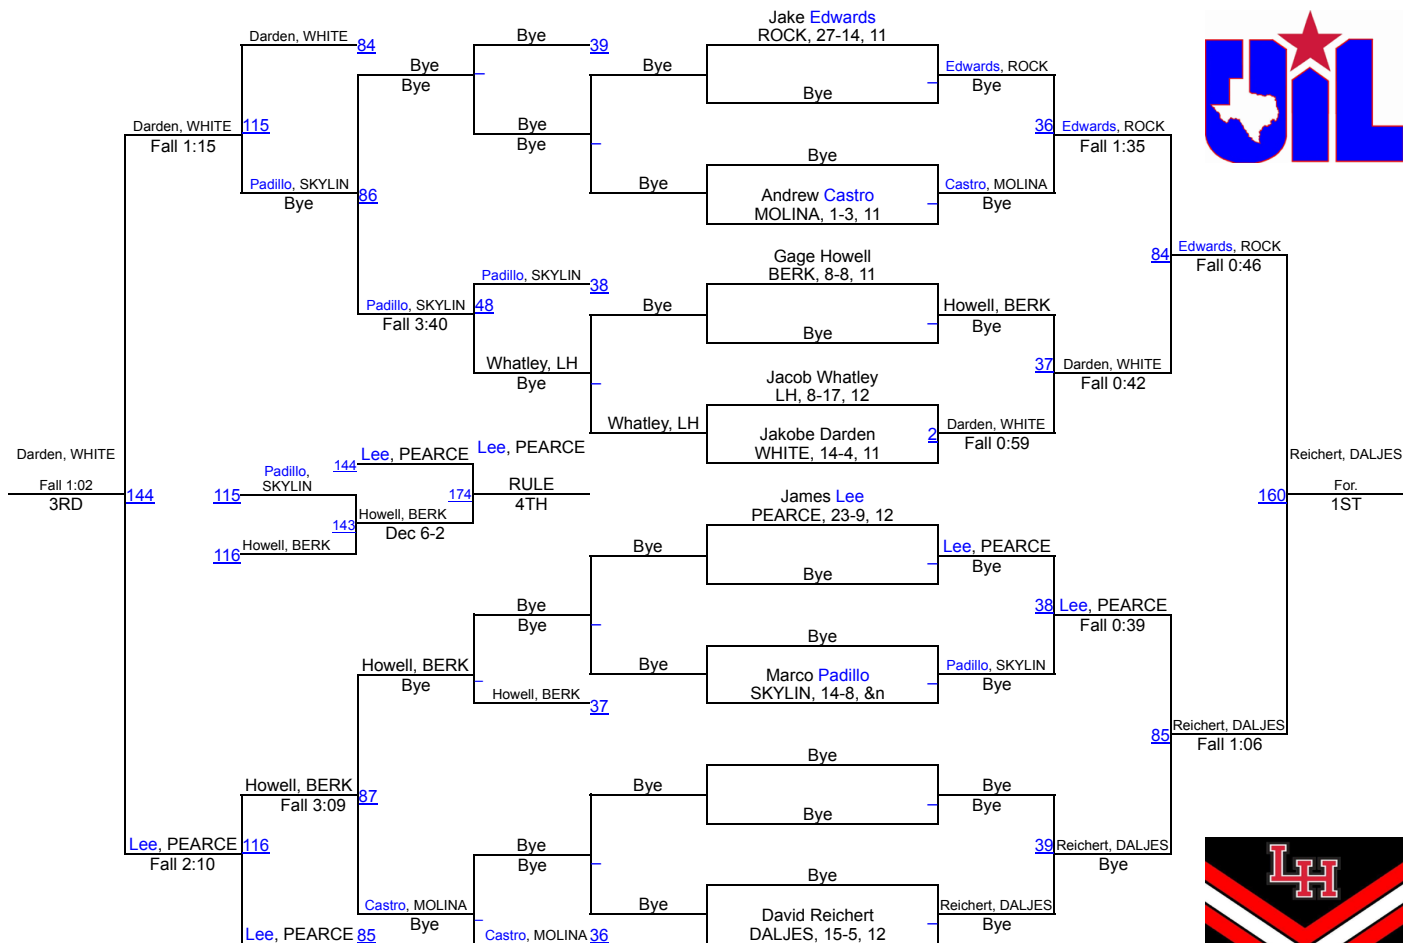 Jake Edwards
ROCK, 27-14, 11
Bye
Bye
Andrew Castro
MOLINA, 1-3, 11
Gage Howell
BERK, 8-8, 11
Bye
Jacob Whatley
LH, 8-17, 12
Jakobe Darden
WHITE, 14-4, 11
2
James Lee
PEARCE, 23-9, 12
Bye
Bye
Marco Padillo
SKYLIN, 14-8, &n
Bye
Bye
Bye
David Reichert
DALJES, 15-5, 12
Edwards, ROCK
Bye
Castro, MOLINA
Bye
Howell, BERK
Bye
Darden, WHITE
Fall 0:59
Lee, PEARCE
Bye
Padillo, SKYLIN
Bye
Bye
Bye
Reichert, DALJES
Bye
36
Edwards, ROCK
Fall 1:35
37
Darden, WHITE
Fall 0:42
38
Lee, PEARCE
Fall 0:39
39
Reichert, DALJES
Bye
84
Edwards, ROCK
Fall 0:46
85
Reichert, DALJES
Fall 1:06
160
Reichert, DALJES
For.
1ST
Bye
Bye
Bye
Whatley, LH
Bye
Bye
Bye
Bye
Bye
39
Bye
Bye
Padillo, SKYLIN
38
Whatley, LH
Bye
Bye
Bye
Howell, BERK
37
Bye
Bye
Castro, MOLINA
36
Bye
Bye
48
Padillo, SKYLIN
Fall 3:40
Howell, BERK
Bye
Castro, MOLINA
Bye
Darden, WHITE
84
86
Padillo, SKYLIN
Bye
87
Howell, BERK
Fall 3:09
Lee, PEARCE
85
115
Darden, WHITE
Fall 1:15
116
Lee, PEARCE
Fall 2:10
144
Darden, WHITE
Fall 1:02
3RD
115
Padillo,
SKYLIN
116
Howell, BERK
143
Howell, BERK
Dec 6-2
144
Lee, PEARCE
174
Lee, PEARCE
RULE
4TH
UIL
LH